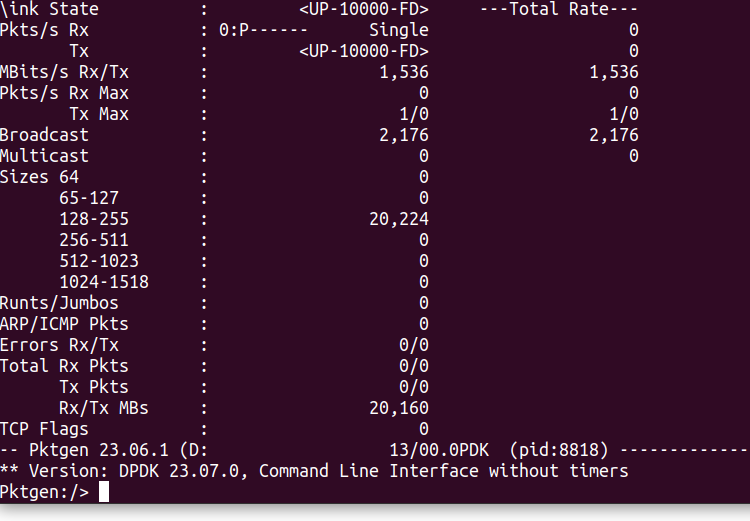 \ink State          :         <UP-10000-FD>     ---Total Rate---
Pkts/s Rx           : 0:P------      Single                    0
       Tx           :         <UP-10000-FD>                    0
MBits/s Rx/Tx       :                 1,536                1,536
Pkts/s Rx Max       :                     0                    0
       Tx Max       :                   1/0                  1/0
Broadcast           :                 2,176                2,176
Multicast           :                     0                    0
Sizes 64            :                     0
      65-127        :                     0
      128-255       :                20,224
      256-511       :                     0
      512-1023      :                     0
      1024-1518     :                     0
Runts/Jumbos        :                     0
ARP/ICMP Pkts       :                     0
Errors Rx/Tx        :                   0/0
Total Rx Pkts       :                   0/0
      Tx Pkts       :                   0/0
      Rx/Tx MBs     :                20,160
TCP Flags           :                     0
-- Pktgen 23.06.1 (D:                  13/00.0PDK  (pid:8818) -------------
** Version: DPDK 23.07.0, Command Line Interface without timers
Pktgen:/>